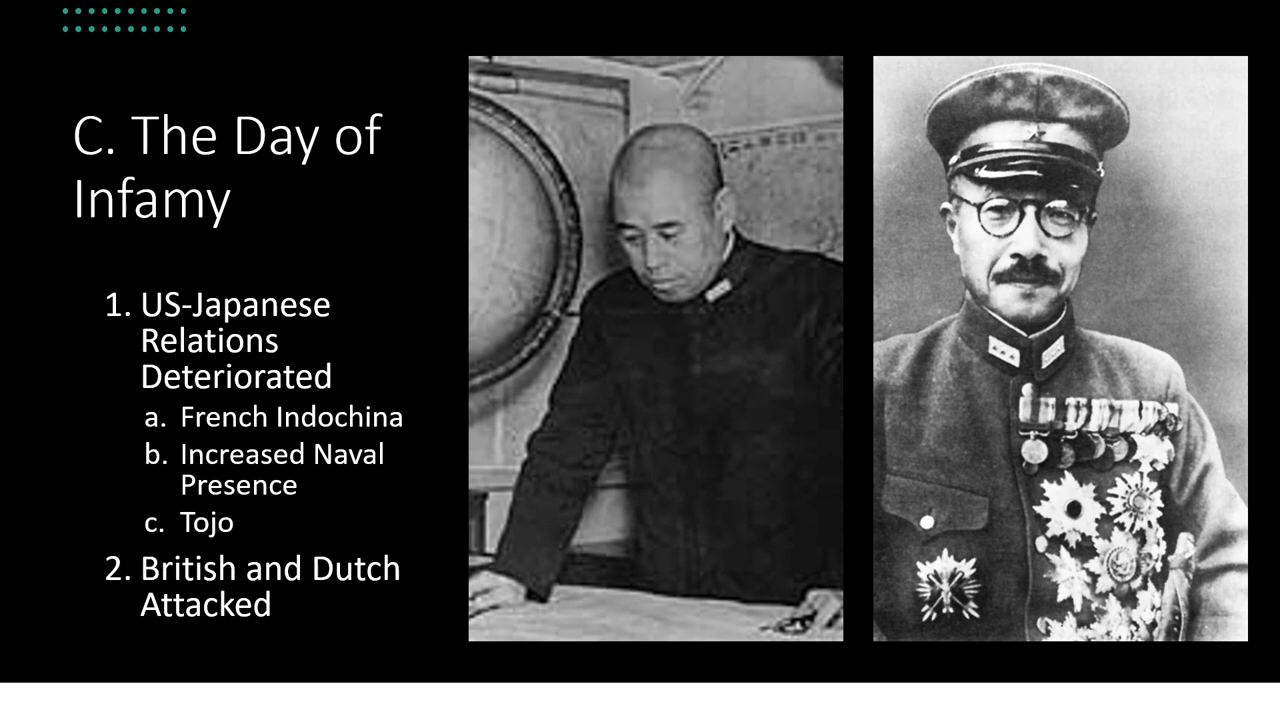 C. The Day of
Infamy
1. US-Japanese
Relations
Deteriorated
a. French Indochina
b. Increased Naval
Presence
c. Tojo
2. British and Dutch
Attacked